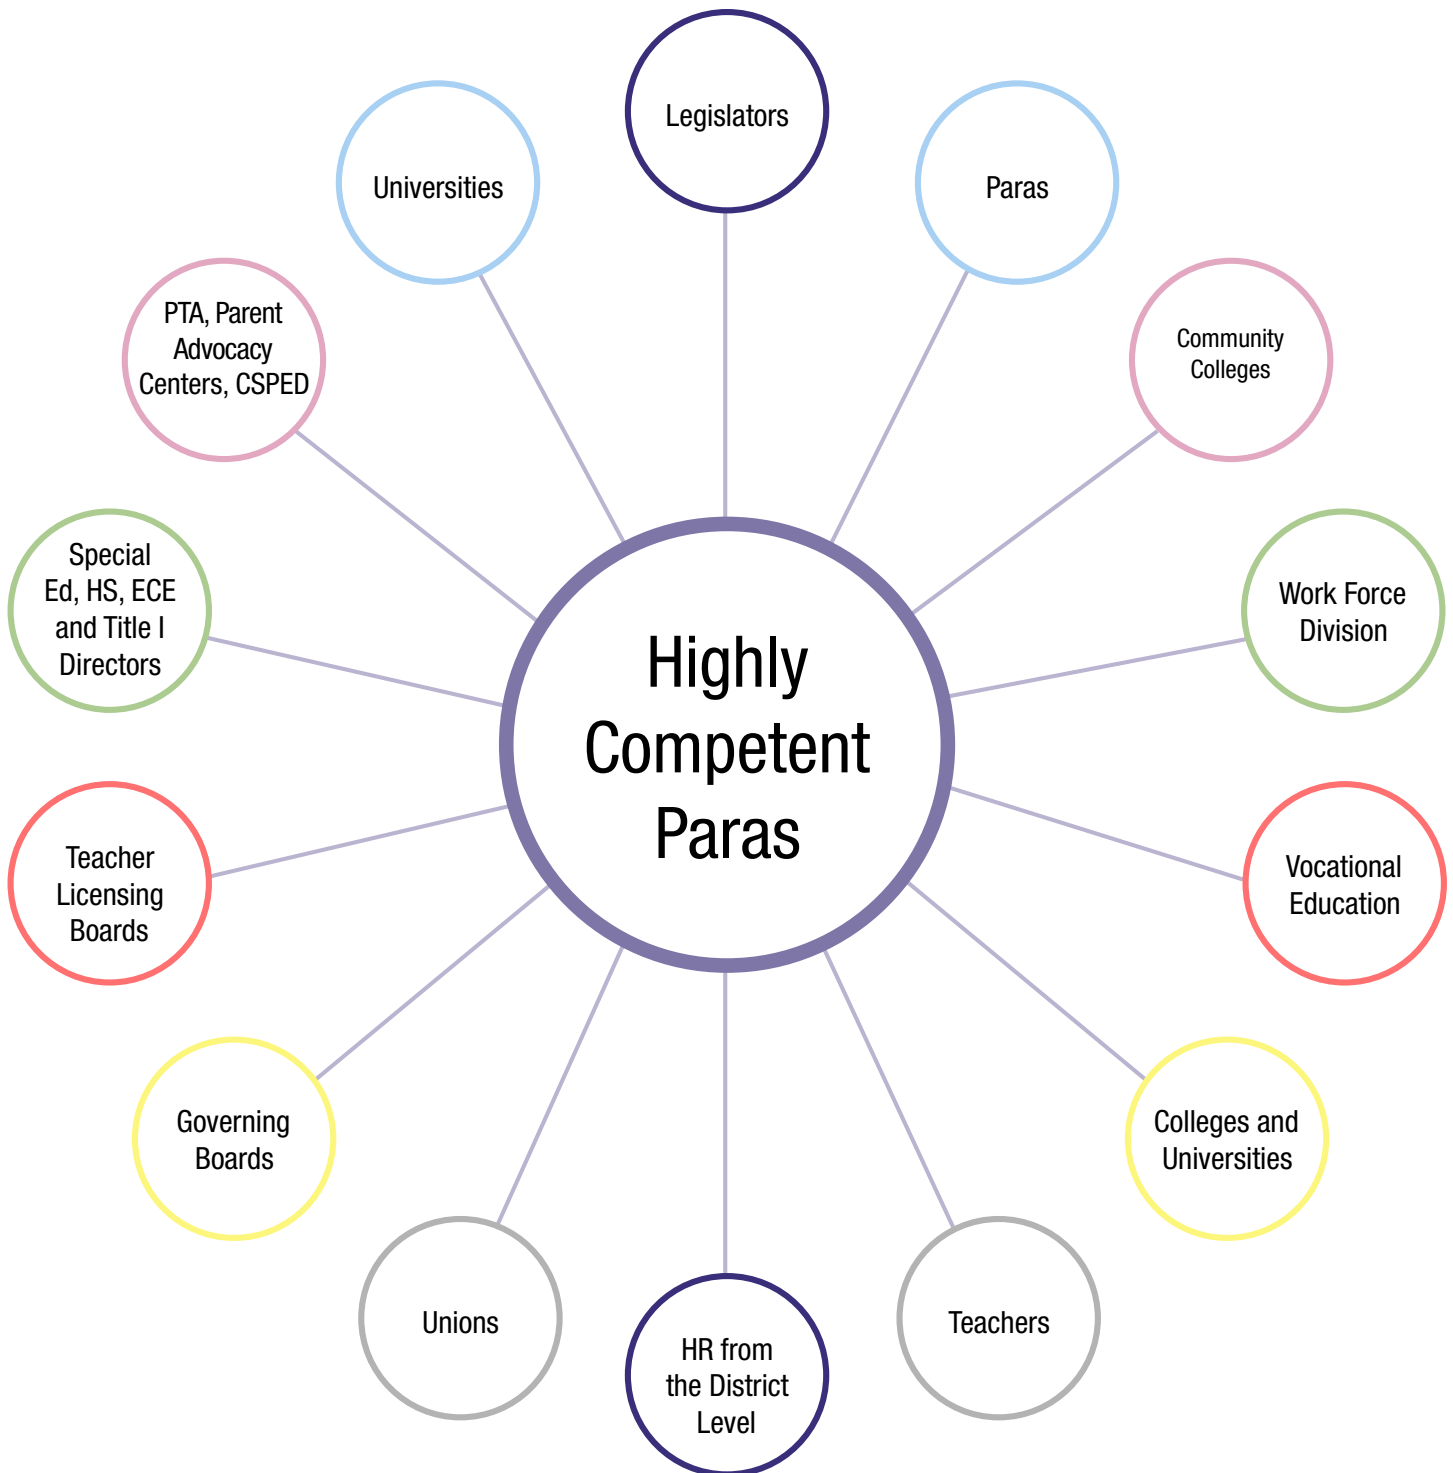 Legislators
Universities
Paras
PTA, Parent
Advocacy
Centers, CSPED
Community
Colleges
Special
Ed, HS, ECE
and Title I
Directors
Work Force
Division
Highly
Competent
Paras
Teacher
Licensing
Boards
Vocational
Education
Governing
Boards
Colleges and
Universities
Unions
Teachers
HR from
the District
Level